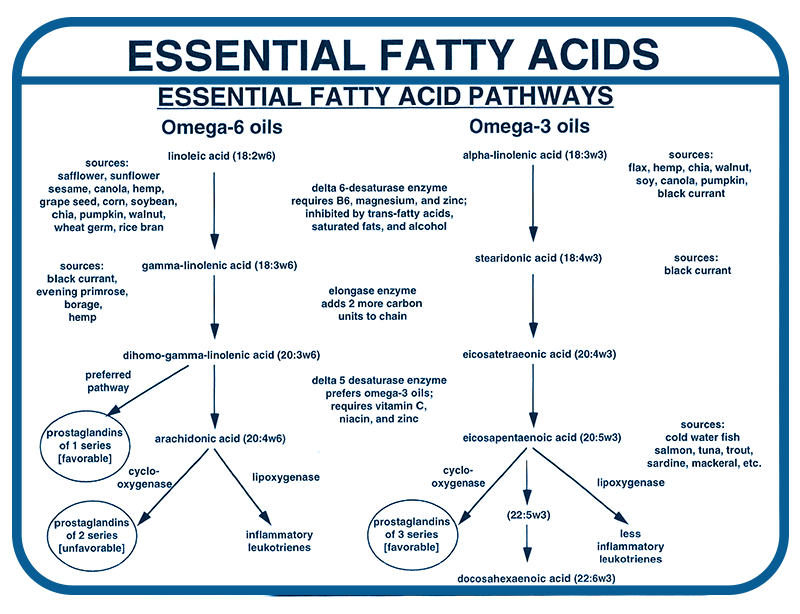 ESSENTIAL FATTY ACIDS
ESSENTIAL FATTY ACID PATHWAYS
Omega-6 oils
Omega-3 oils
linoleic acid (18:2w6)
alpha-linolenic acid (18:3w3)
sources:
safflower, sunflower
sesame, canola, hemp,
grape seed, corn, soybean,
chia, pumpkin, walnut,
wheat germ, rice bran
delta 6-desaturase enzyme
requires B6, magnesium, and zinc;
inhibited by trans-fatty acids,
saturated fats, and alcohol
sources:
flax, hemp, chia, walnut,
soy, canola, pumpkin,
black currant
gamma-linolenic acid (18:3w6)
stearidonic acid (18:4w3)
sources:
black currant,
evening primrose,
borage,
hemp
elongase enzyme
adds 2 more carbon
units to chain
sources:
black currant
dihomo-gamma-linolenic acid (20:3w6)
eicosatetraeonic acid (20:4w3)
preferred
pathway
delta 5 desaturase enzyme
prefers omega-3 oils;
requires vitamin C,
niacin, and zinc
prostaglandins
of 1 series
[favorable]
arachidonic acid (20:4w6)
eicosapentaenoic acid (20:5w3)
sources:
cold water fish
salmon, tuna, trout,
sardine, mackeral, etc.
cyclo-
oxygenase
lipoxygenase
cyclo-
oxygenase
lipoxygenase
prostaglandins
of 2 series
[unfavorable]
inflammatory
leukotrienes
prostaglandins
of 3 series
[favorable]
(22:5w3)
less
inflammatory
leukotrienes
docosahexaenoic acid (22:6w3)